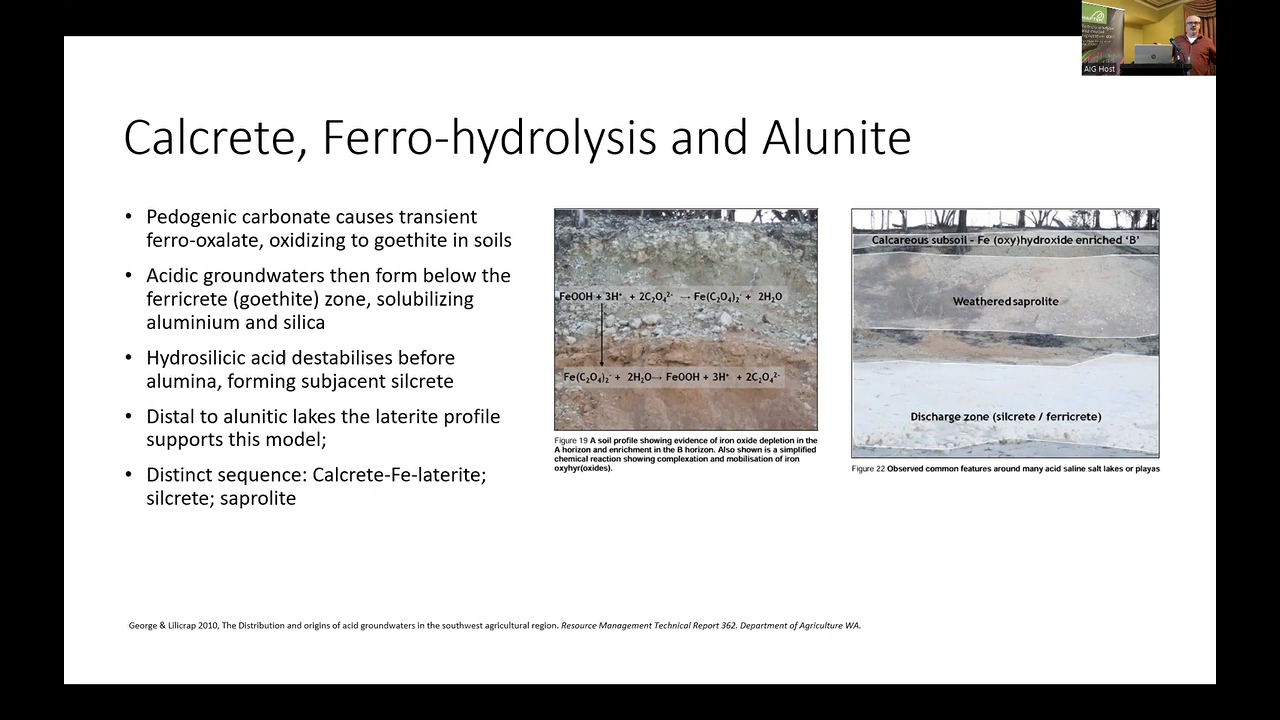 AIG Host
Calcrete, Ferro-hydrolysis and Alunite
• Pedogenic carbonate causes transient
ferro-oxalate, oxidizing to goethite in soils
• Acidic groundwaters then form below the
ferricrete (goethite) zone, solubilizing
aluminium and silica
• Hydrosilicic acid destabilises before
alumina, forming subjacent silcrete
• Distal to alunitic lakes the laterite profile
supports this model;
• Distinct sequence: Calcrete-Fe-laterite;
silcrete; saprolite
FeOOH + 3H⁺ + 2C₂O₄²⁻ → Fe(C₂O₄)₂⁻ + 2H₂O
Fe(C₂O₄)₂⁻ + 2H₂O → FeOOH + 3H⁺ + 2C₂O₄²⁻
Figure 19 A soil profile showing evidence of iron oxide depletion in the
A horizon and enrichment in the B horizon. Also shown is a simplified
chemical reaction showing complexation and mobilisation of iron
oxyhyr(oxides).
Calcareous subsoil - Fe (oxy)hydroxide enriched 'B'
Weathered saprolite
Discharge zone (silcrete / ferricrete)
Figure 22 Observed common features around many acid saline salt lakes or playas
George & Lilicrap 2010, The Distribution and origins of acid groundwaters in the southwest agricultural region. Resource Management Technical Report 362. Department of Agriculture WA.